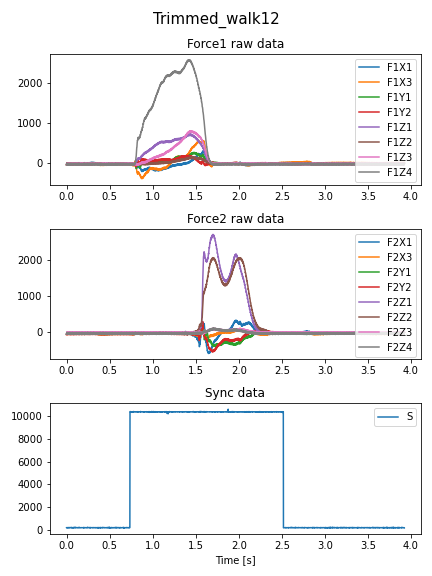 Trimmed_walk12
Force1 raw data
2000
1000
0
F1X1
F1X3
F1Y1
F1Y2
F1Z1
F1Z2
F1Z3
F1Z4
0.0 0.5 1.0 1.5 2.0 2.5 3.0 3.5 4.0
Force2 raw data
2000
1000
0
F2X1
F2X3
F2Y1
F2Y2
F2Z1
F2Z2
F2Z3
F2Z4
0.0 0.5 1.0 1.5 2.0 2.5 3.0 3.5 4.0
Sync data
10000
8000
6000
4000
2000
0
S
0.0 0.5 1.0 1.5 2.0 2.5 3.0 3.5 4.0
Time [s]